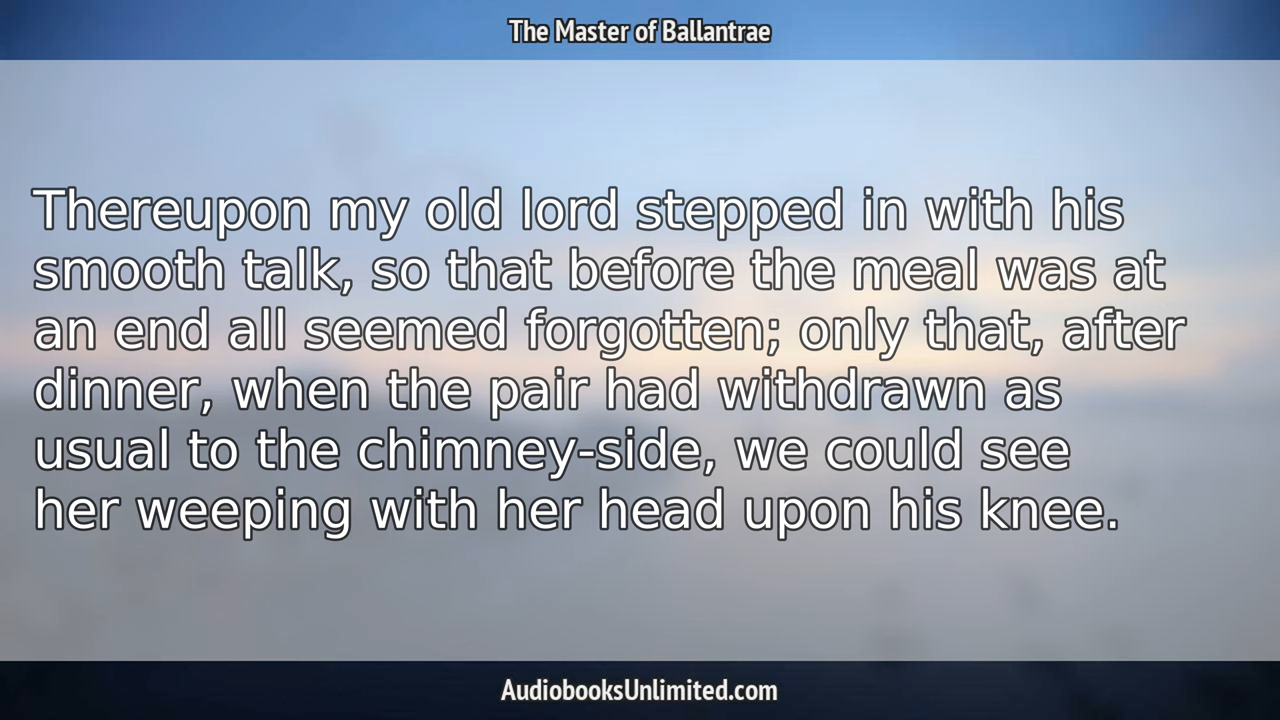 The Master of Ballantrae
Thereupon my old lord stepped in with his
smooth talk, so that before the meal was at
an end all seemed forgotten; only that, after
dinner, when the pair had withdrawn as
usual to the chimney-side, we could see
her weeping with her head upon his knee.
AudiobooksUnlimited.com